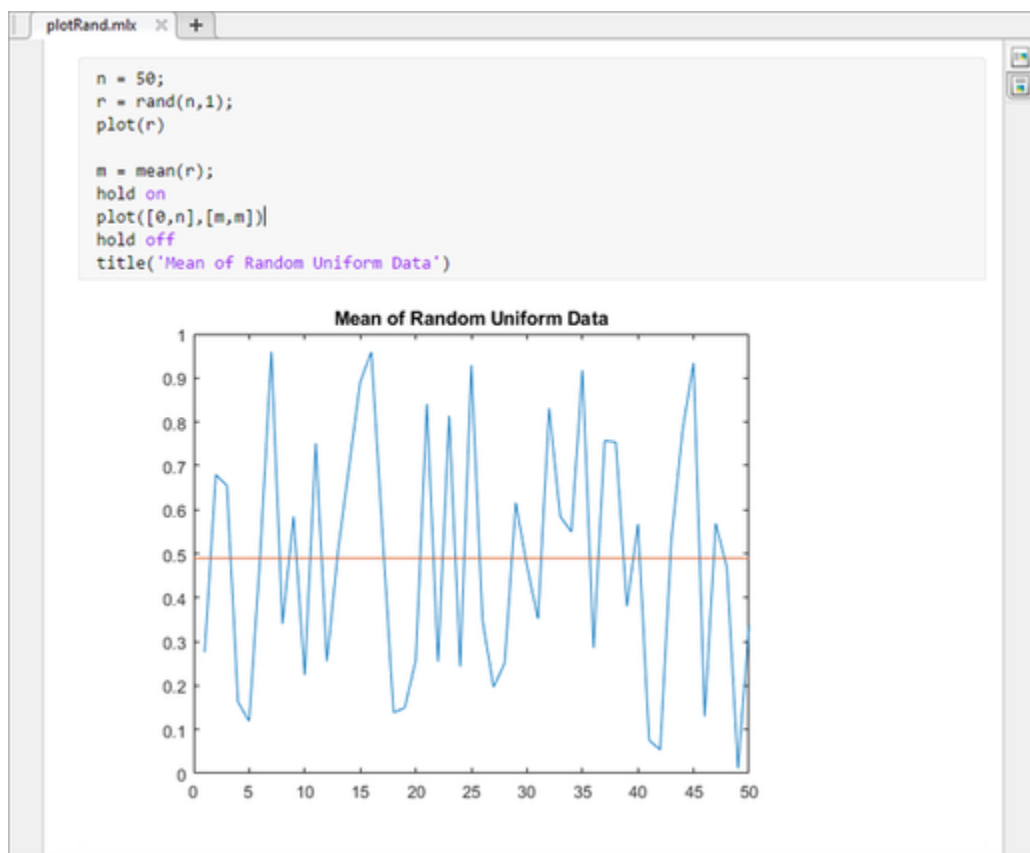 plotRand.mlx
n = 50;
r = rand(n,1);
plot(r)
m = mean(r);
hold on
plot([0,n],[m,m])
hold off
title('Mean of Random Uniform Data')
Mean of Random Uniform Data
1
0.9
0.8
0.7
0.6
0.5
0.4
0.3
0.2
0.1
0
0 5 10 15 20 25 30 35 40 45 50